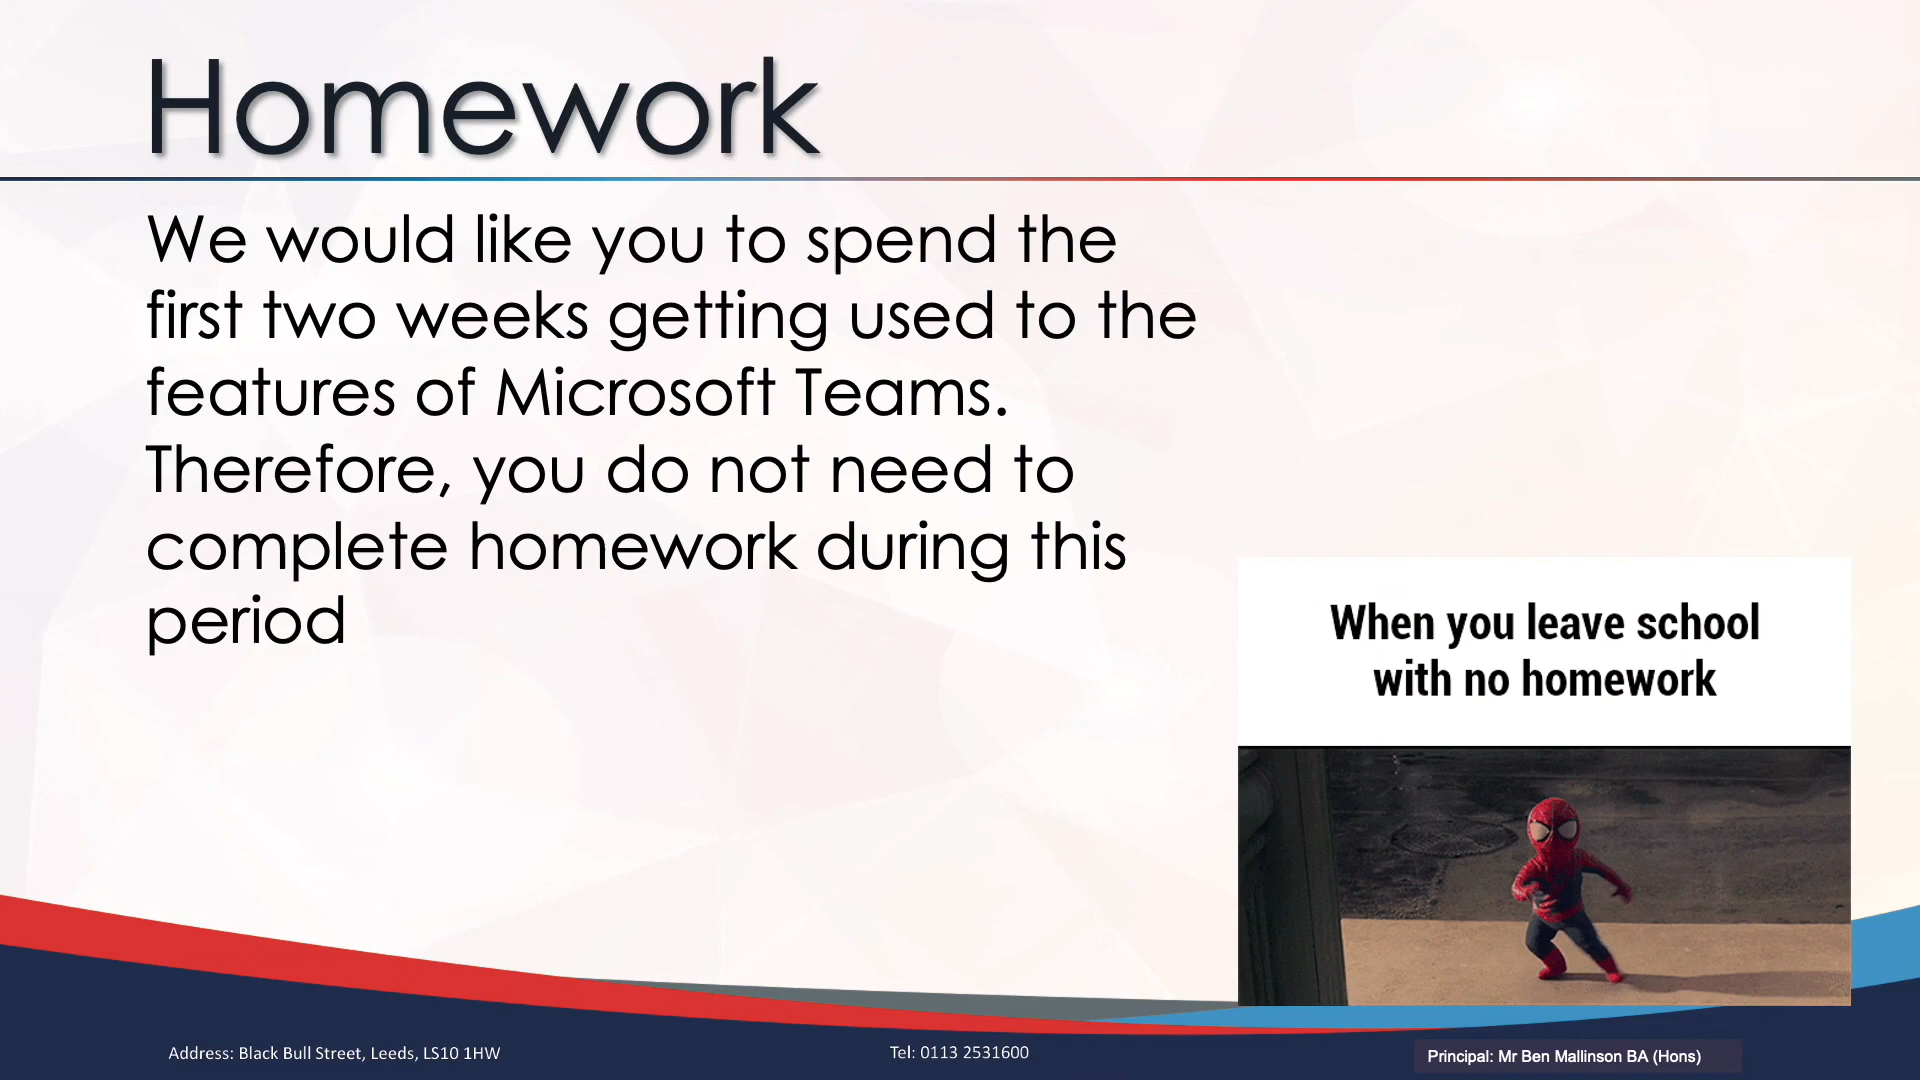 Homework
We would like you to spend the
first two weeks getting used to the
features of Microsoft Teams.
Therefore, you do not need to
complete homework during this
period
When you leave school
with no homework
Address: Black Bull Street, Leeds, LS10 1HW
Tel: 0113 2531600
Principal: Mr Ben Mallinson BA (Hons)